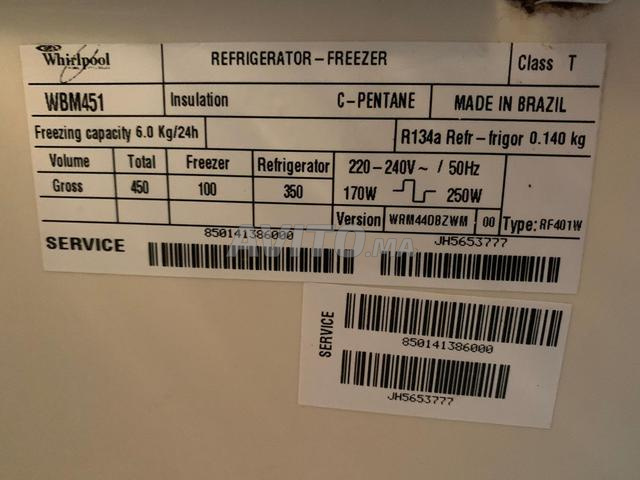 Whirlpool REFRIGERATOR-FREEZER Class T
WBM451 Insulation C-PENTANE MADE IN BRAZIL
Freezing capacity 6.0 Kg/24h R134a Refr-frigor 0.140 kg
Volume Total Freezer Refrigerator 220-240V~ / 50Hz
Gross 450 100 350 170W 250W
Version WRM44DBZWM 00 Type: RF401W
SERVICE 850141386000 JH5653777
AVITO.ma
SERVICE
850141386000
JH5653777